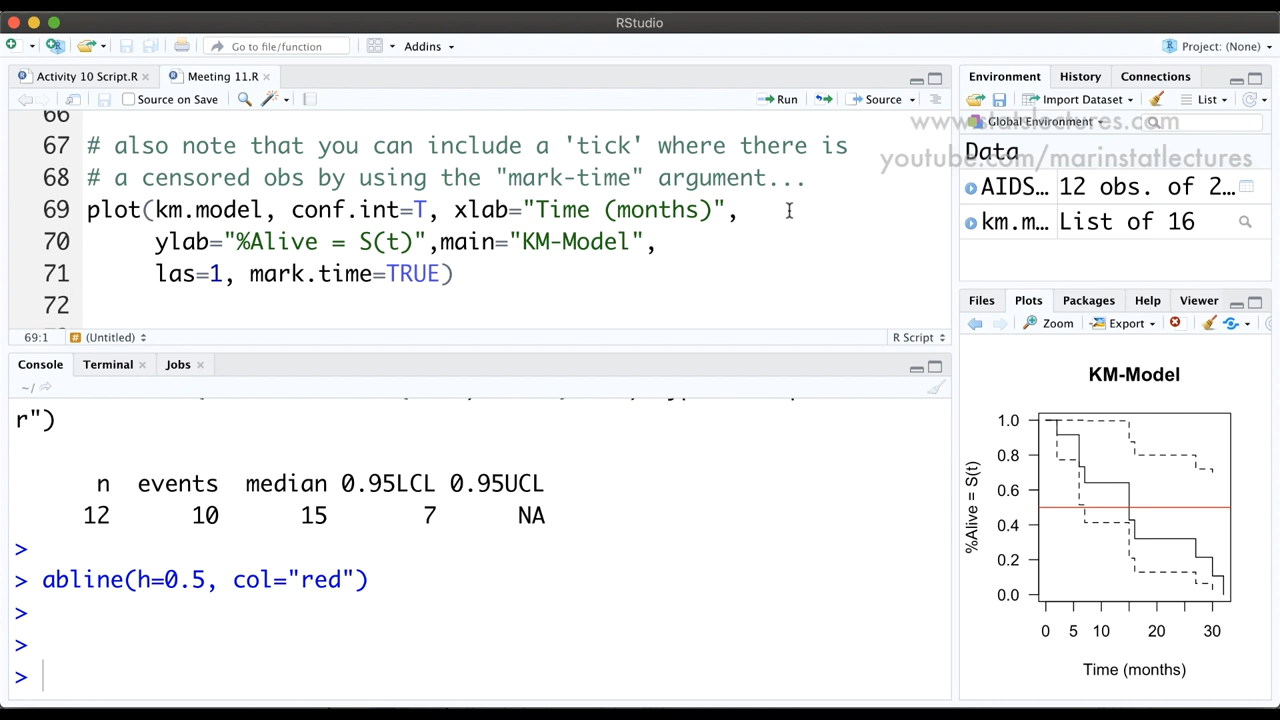 RStudio
Go to file/function
Addins
Project: (None)
Activity 10 Script.R
Meeting 11.R
Source on Save
Run
Source
66
67 # also note that you can include a 'tick' where there is
68 # a censored obs by using the "mark-time" argument...
69 plot(km.model, conf.int=T, xlab="Time (months)",
70 ylab="%Alive = S(t)",main="KM-Model",
71 las=1, mark.time=TRUE)
72
69:1 (Untitled) R Script
Console Terminal Jobs
~/
r")
n events median 0.95LCL 0.95UCL
12 10 15 7 NA
>
> abline(h=0.5, col="red")
>
>
>
Environment History Connections
Import Dataset List
Global Environment
www.statslectures.com
Data
youtube.com/marinstatlectures
AIDS... 12 obs. of 2...
km.m... List of 16
Files Plots Packages Help Viewer
Zoom Export
KM-Model
1.0
0.8
0.6
0.4
0.2
0.0
%Alive = S(t)
0 5 10 20 30
Time (months)